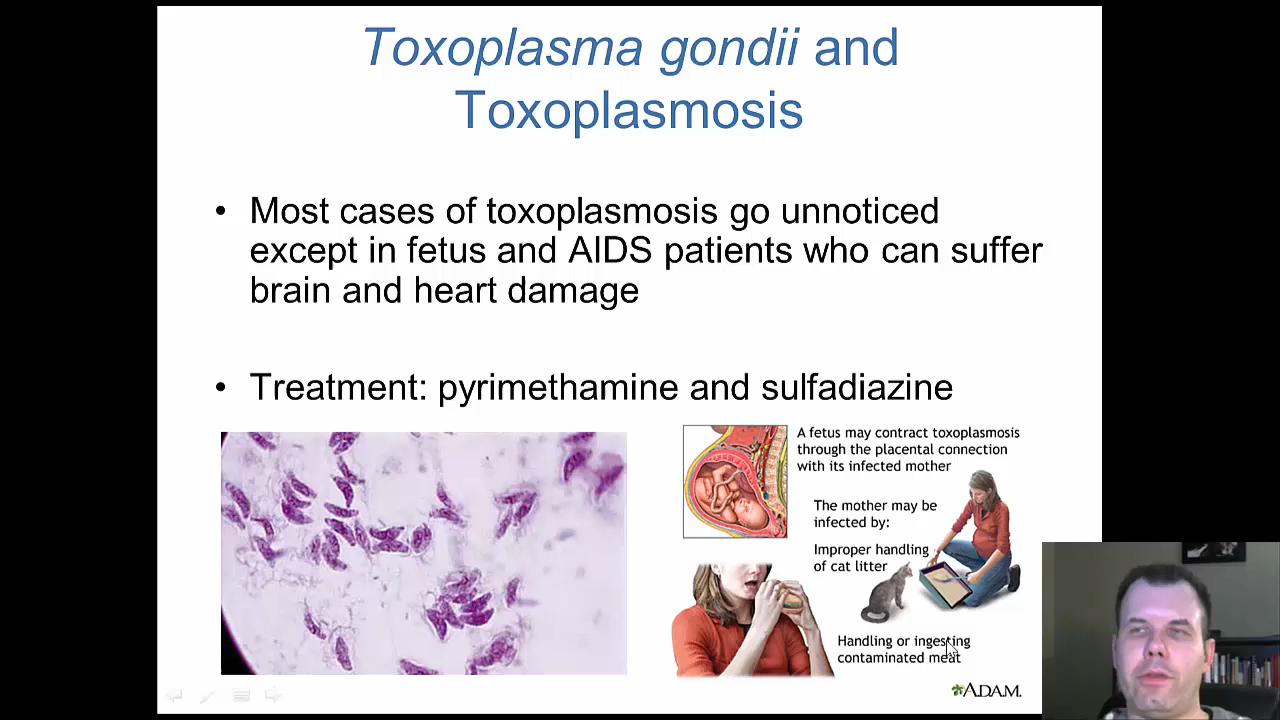 Toxoplasma gondii and
Toxoplasmosis
• Most cases of toxoplasmosis go unnoticed
except in fetus and AIDS patients who can suffer
brain and heart damage
• Treatment: pyrimethamine and sulfadiazine
A fetus may contract toxoplasmosis
through the placental connection
with its infected mother
The mother may be
infected by:
Improper handling
of cat litter
Handling or ingesting
contaminated meat
ADAM.